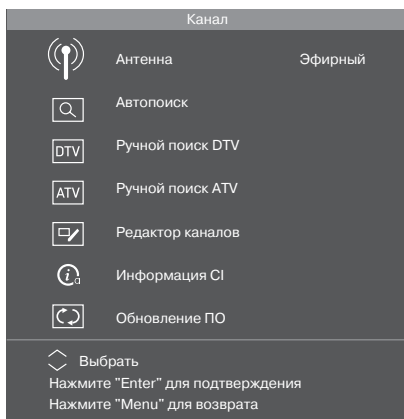 Канал
Антенна Эфирный
Автопоиск
DTV Ручной поиск DTV
ATV Ручной поиск ATV
Редактор каналов
Информация CI
Обновление ПО
Выбрать
Нажмите "Enter" для подтверждения
Нажмите "Menu" для возврата